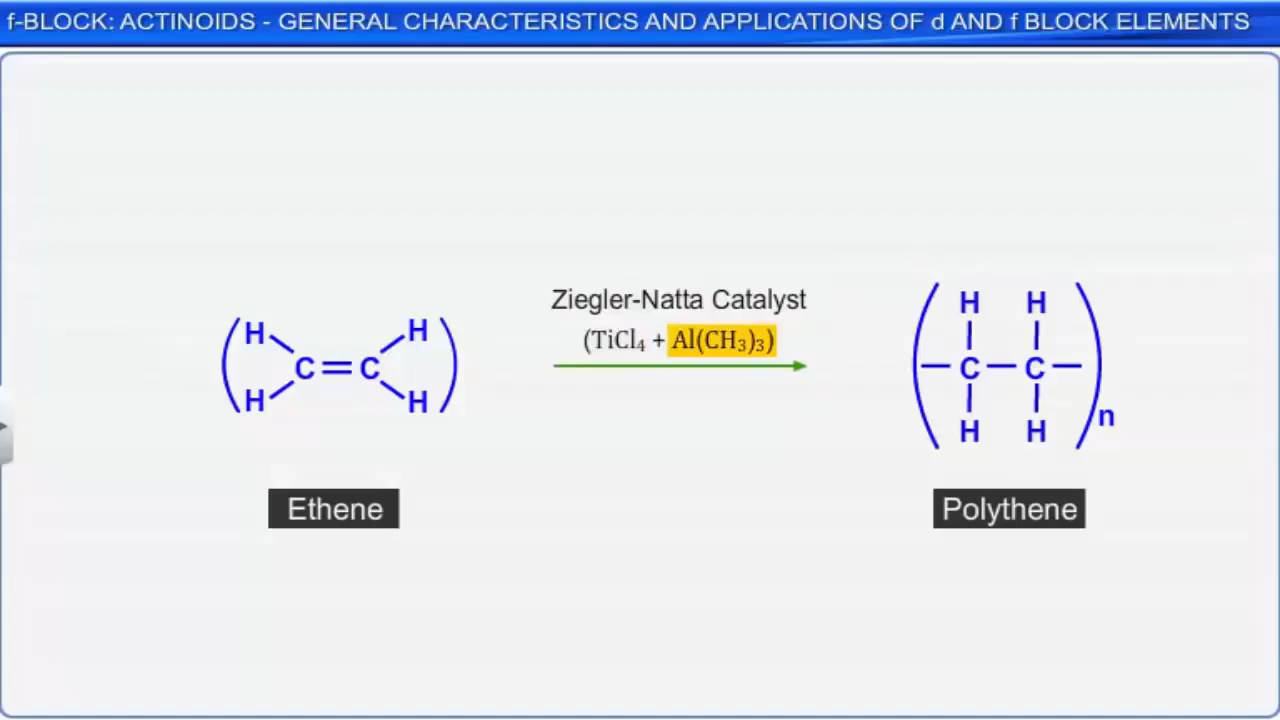 f-BLOCK: ACTINOIDS - GENERAL CHARACTERISTICS AND APPLICATIONS OF d AND f BLOCK ELEMENTS
Ziegler-Natta Catalyst
(TiCl₄ + Al(CH₃)₃)
H H
C=C
H H
H H
C C
H H
n
Ethene
Polythene